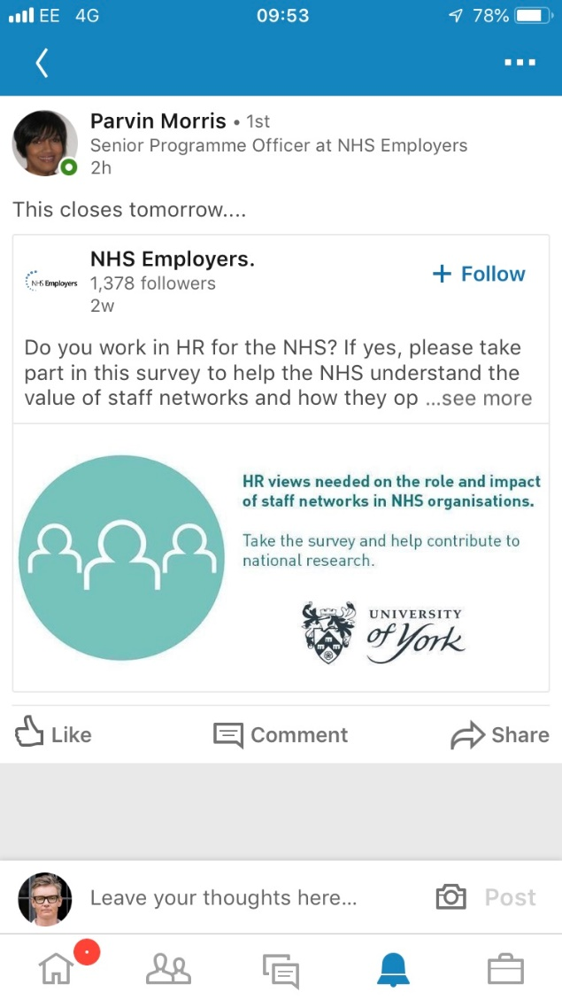 EE 4G 09:53 78%
Parvin Morris • 1st
Senior Programme Officer at NHS Employers
2h
This closes tomorrow....
NHS Employers.
NHS Employers
1,378 followers
+ Follow
2w
Do you work in HR for the NHS? If yes, please take
part in this survey to help the NHS understand the
value of staff networks and how they op ...see more
HR views needed on the role and impact
of staff networks in NHS organisations.
Take the survey and help contribute to
national research.
UNIVERSITY
of York
Like Comment Share
Leave your thoughts here... Post